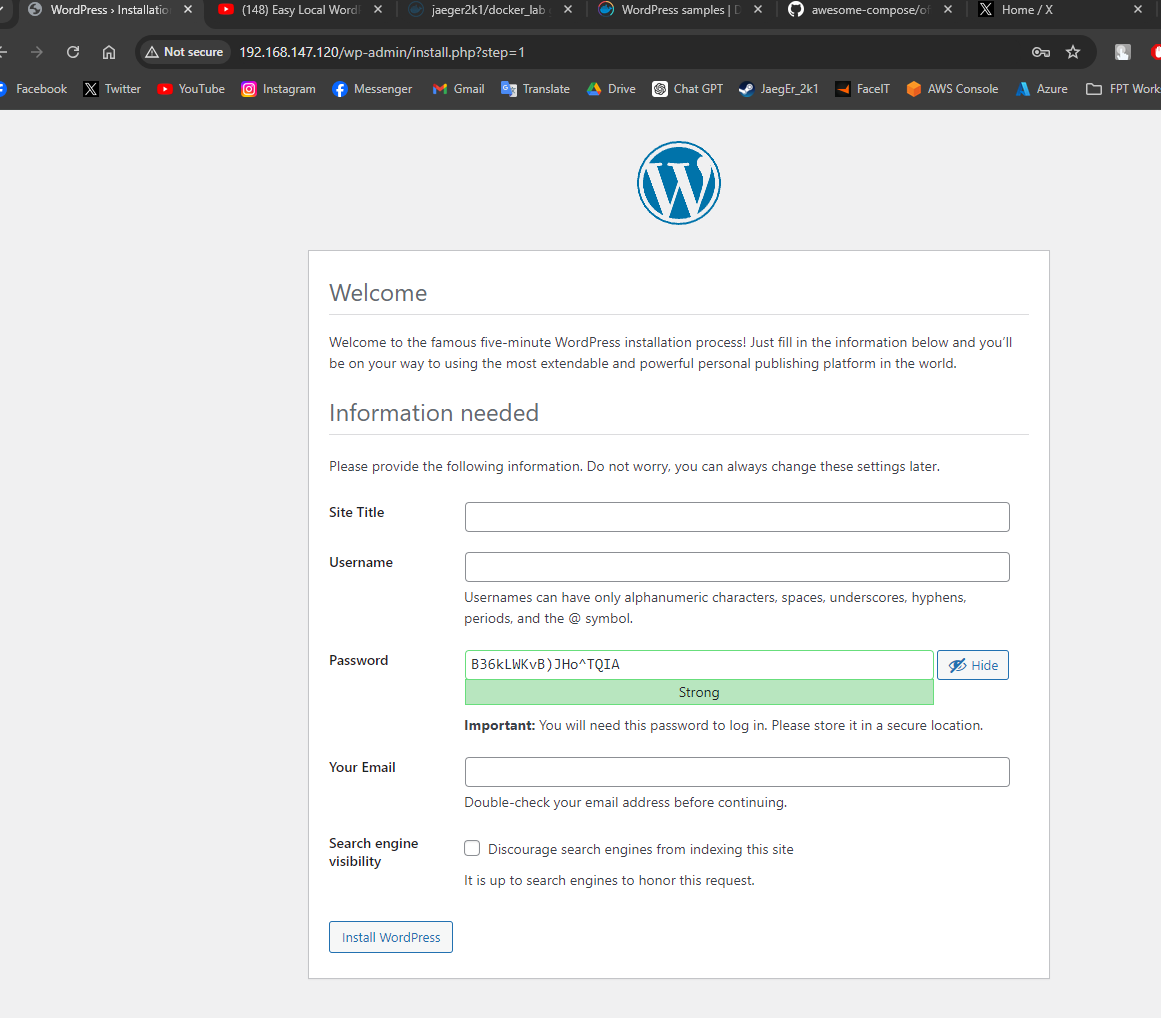 WordPress › Installatio
(148) Easy Local Word
jaeger2k1/docker_lab
WordPress samples | D
awesome-compose/of
Home / X
Not secure
192.168.147.120/wp-admin/install.php?step=1
Facebook
Twitter
YouTube
Instagram
Messenger
Gmail
Translate
Drive
Chat GPT
JaegEr_2k1
FaceIT
AWS Console
Azure
FPT Work
Welcome
Welcome to the famous five-minute WordPress installation process! Just fill in the information below and you’ll
be on your way to using the most extendable and powerful personal publishing platform in the world.
Information needed
Please provide the following information. Do not worry, you can always change these settings later.
Site Title
Username
Usernames can have only alphanumeric characters, spaces, underscores, hyphens,
periods, and the @ symbol.
Password
B36kLWKvB)JHo^TQIA
Hide
Strong
Important: You will need this password to log in. Please store it in a secure location.
Your Email
Double-check your email address before continuing.
Search engine
visibility
Discourage search engines from indexing this site
It is up to search engines to honor this request.
Install WordPress